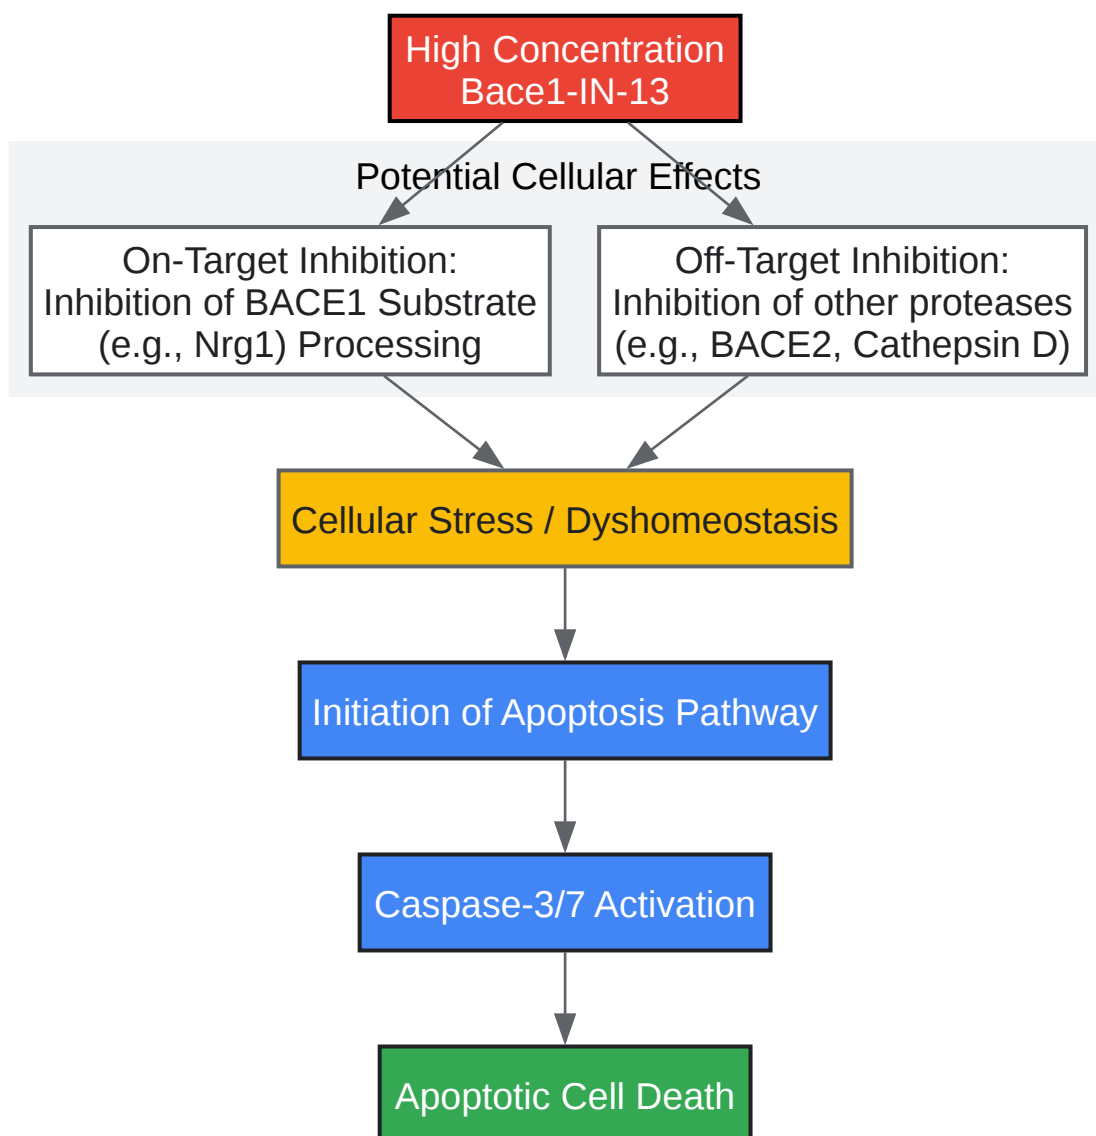 High Concentration
Bace1-IN-13
Potential Cellular Effects
On-Target Inhibition:
Inhibition of BACE1 Substrate
(e.g., Nrg1) Processing
Off-Target Inhibition:
Inhibition of other proteases
(e.g., BACE2, Cathepsin D)
Cellular Stress / Dyshomeostasis
Initiation of Apoptosis Pathway
Caspase-3/7 Activation
Apoptotic Cell Death